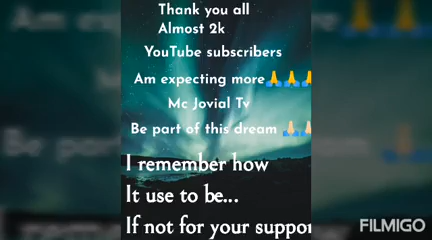 Thank you all
Almost 2k
YouTube subscribers
Am expecting more🙏🙏🙏
Mc Jovial Tv
Be part of this dream 🙏🏻🙏🏻
I remember how
It use to be...
If not for your suppor
FILMIGO